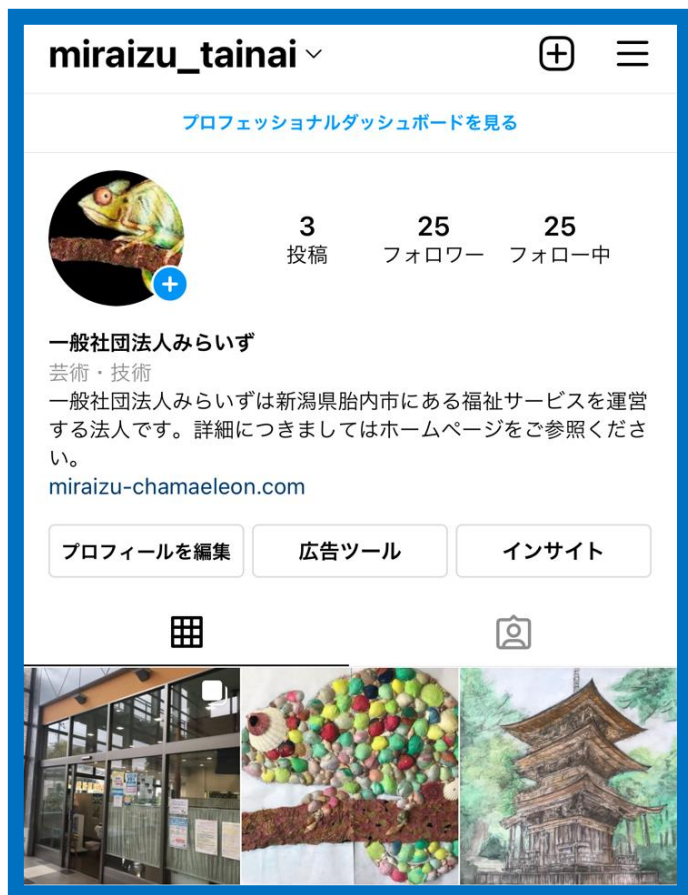 miraizu_tainai
プロフェッショナルダッシュボードを見る
3
投稿
25
フォロワー
25
フォロー中
一般社団法人みらいず
芸術・技術
一般社団法人みらいずは新潟県胎内市にある福祉サービスを運営
する法人です。詳細につきましてはホームページをご参照くださ
い。
miraizu-chamaeleon.com
プロフィールを編集
広告ツール
インサイト